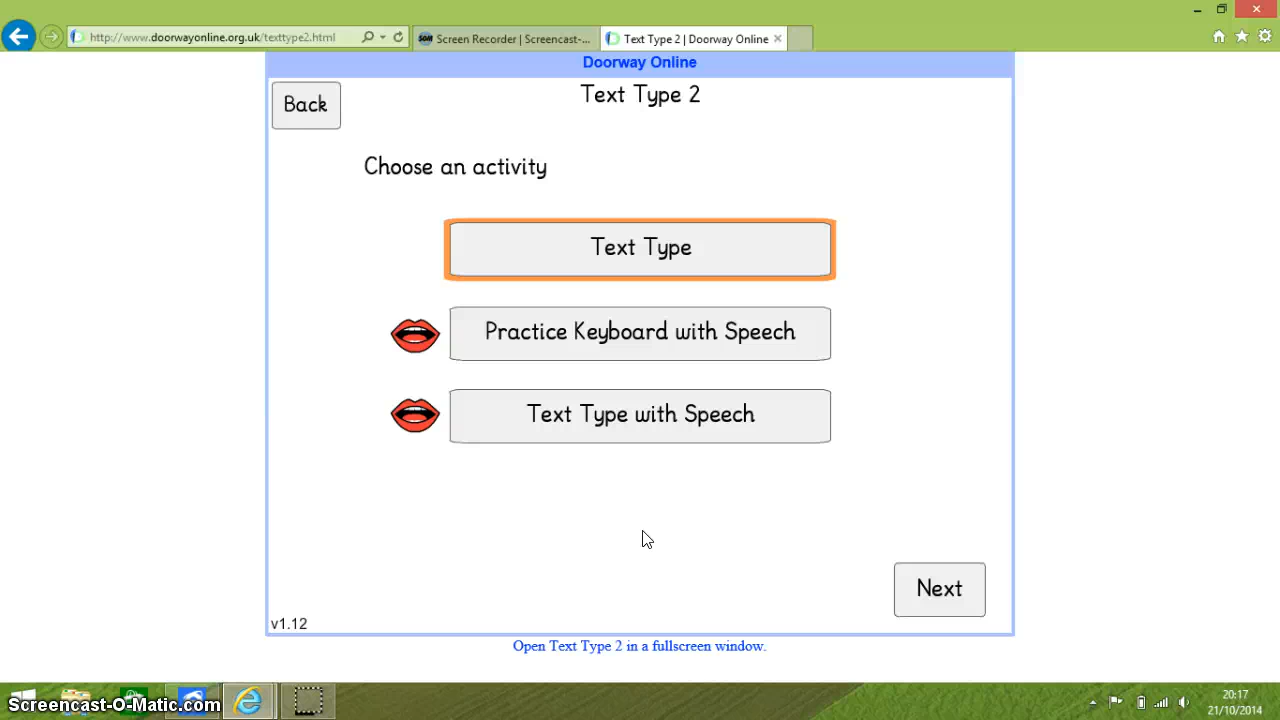 http://www.doorwayonline.org.uk/texttype2.html
SOM Screen Recorder | Screencast-...
Text Type 2 | Doorway Online
Doorway Online
Back
Text Type 2
Choose an activity
Text Type
Practice Keyboard with Speech
Text Type with Speech
Next
v1.12
Open Text Type 2 in a fullscreen window.
Screencast-O-Matic.com
20:17
21/10/2014